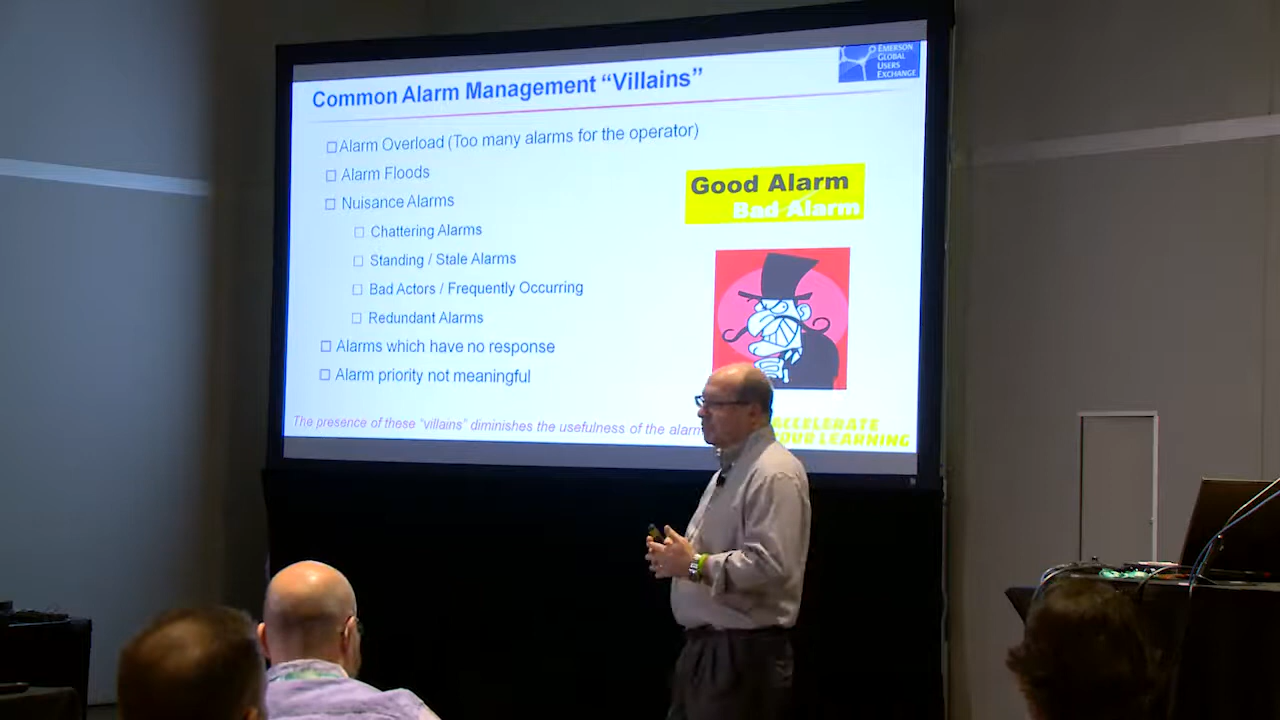 Common Alarm Management “Villains”
EMERSON
GLOBAL
USERS
EXCHANGE
Alarm Overload (Too many alarms for the operator)
Alarm Floods
Nuisance Alarms
Chattering Alarms
Standing / Stale Alarms
Bad Actors / Frequently Occurring
Redundant Alarms
Alarms which have no response
Alarm priority not meaningful
Good Alarm
Bad Alarm
The presence of these “villains” diminishes the usefulness of the alarm
ACCELERATE
YOUR LEARNING